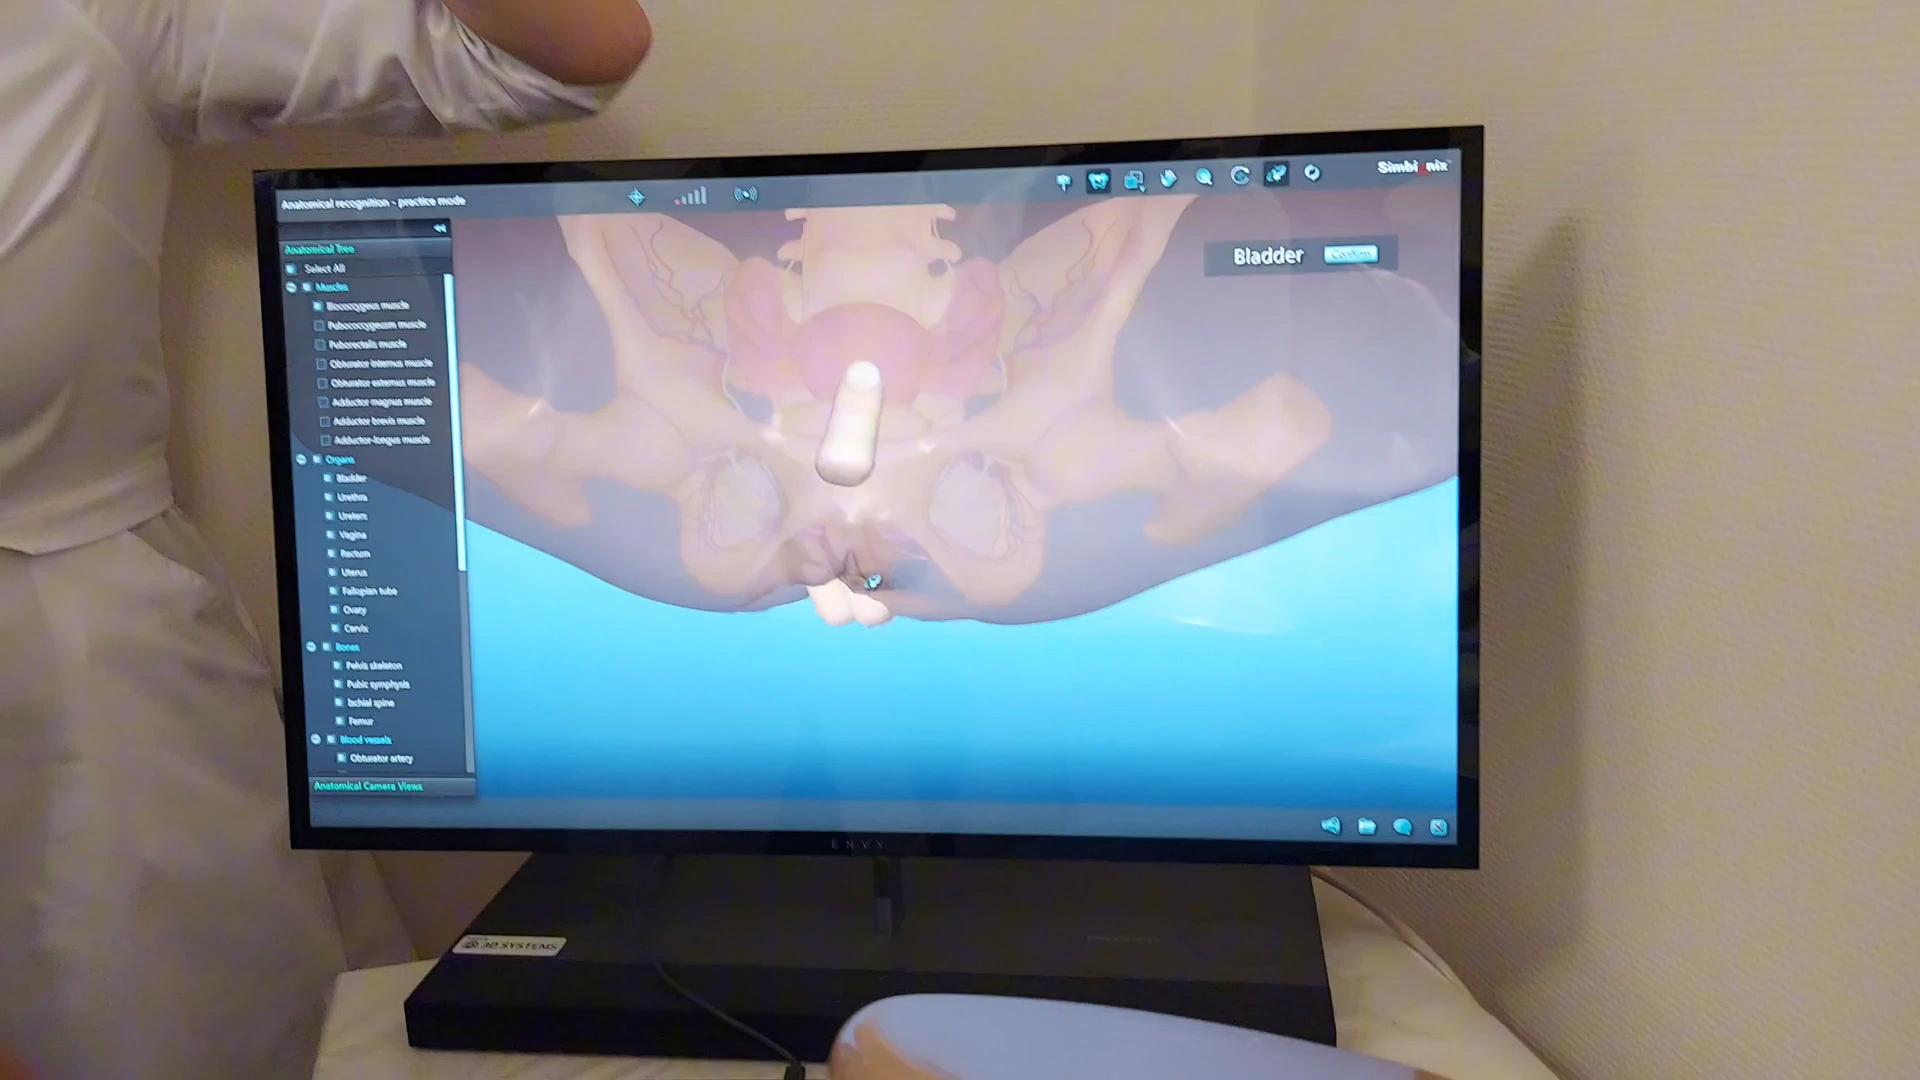 Anatomical recognition - practice mode
Simbionix
Anatomical Tree
Select All
Muscles
Iliococcygeus muscle
Pubococcygeus muscle
Puborectalis muscle
Obturator internus muscle
Obturator externus muscle
Adductor magnus muscle
Adductor brevis muscle
Adductor-longus muscle
Organs
Bladder
Urethra
Ureters
Vagina
Rectum
Uterus
Fallopian tube
Ovary
Cervix
Bones
Pelvis skeleton
Pubic symphysis
Ischial spine
Femur
Blood vessels
Obturator artery
Anatomical Camera Views
Bladder
Confirm
ENVY
3D SYSTEMS